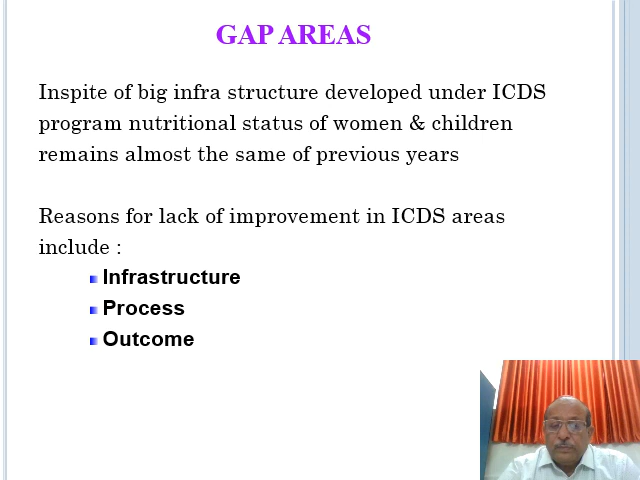 GAP AREAS
Inspite of big infra structure developed under ICDS
program nutritional status of women & children
remains almost the same of previous years
Reasons for lack of improvement in ICDS areas
include :
Infrastructure
Process
Outcome